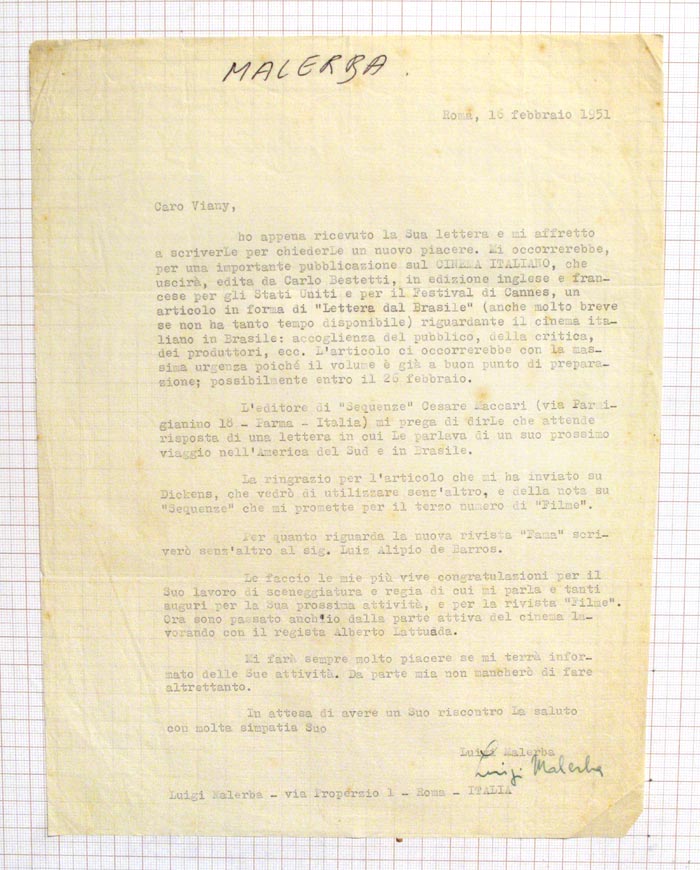 MALERBA.
Roma, 16 febbraio 1951
Caro Viany,
ho appena ricevuto la Sua lettera e mi affretto
a scriverLe per chiederLe un nuovo piacere. Mi occorrerebbe,
per una importante pubblicazione sul CINEMA ITALIANO, che
uscirà, edita da Carlo Bestetti, in edizione inglese e fran-
cese per gli Stati Uniti e per il Festival di Cannes, un
articolo in forma di "Lettera dal Brasile" (anche molto breve
se non ha tanto tempo disponibile) riguardante il cinema ita-
liano in Brasile: accoglienza del pubblico, della critica,
dei produttori, ecc. L'articolo ci occorrerebbe con la mas-
sima urgenza poiché il volume è già a buon punto di prepara-
zione; possibilmente entro il 26 febbraio.
L'editore di "Sequenze" Cesare Maccari (via Parmi-
gianino 18 - Parma - Italia) mi prega di dirLe che attende
risposta di una lettera in cui Le parlava di un suo prossimo
viaggio nell'America del Sud e in Brasile.
La ringrazio per l'articolo che mi ha inviato su
Dickens, che vedrò di utilizzare senz'altro, e della nota su
"Sequenze" che mi promette per il terzo numero di "Filme".
Per quanto riguarda la nuova rivista "Fama" scri-
verò senz'altro al sig. Luiz Alipio de Barros.
Le faccio le mie più vive congratulazioni per il
Suo lavoro di sceneggiatura e regia di cui mi parla e tanti
auguri per la Sua prossima attività, e per la rivista "Filme".
Ora sono passato anch'io dalla parte attiva del cinema la-
vorando con il regista Alberto Lattuada.
Mi farà sempre molto piacere se mi terrà infor-
mato delle Sue attività. Da parte mia non mancherò di fare
altrettanto.
In attesa di avere un Suo riscontro La saluto
con molta simpatia Suo
Luigi Malerba
Luigi Malerba
Luigi Malerba - via Properzio 1 - Roma - ITALIA